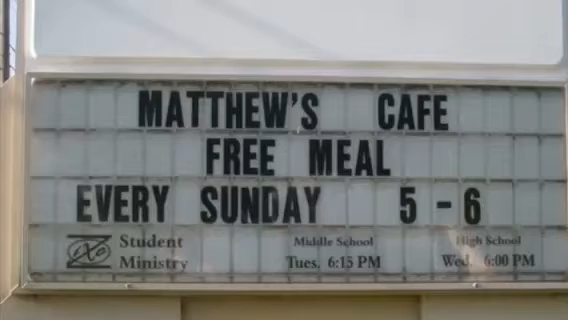 MATTHEW'S CAFE
FREE MEAL
EVERY SUNDAY 5 - 6
Student Ministry
Middle School
Tues. 6:15 PM
High School
Wed. 6:00 PM